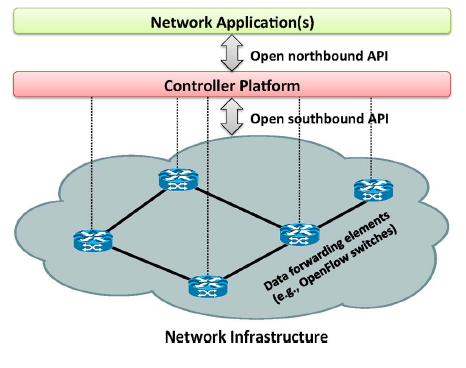 Network Application(s)
Open northbound API
Controller Platform
Open southbound API
Data forwarding elements
(e.g., OpenFlow switches)
Network Infrastructure